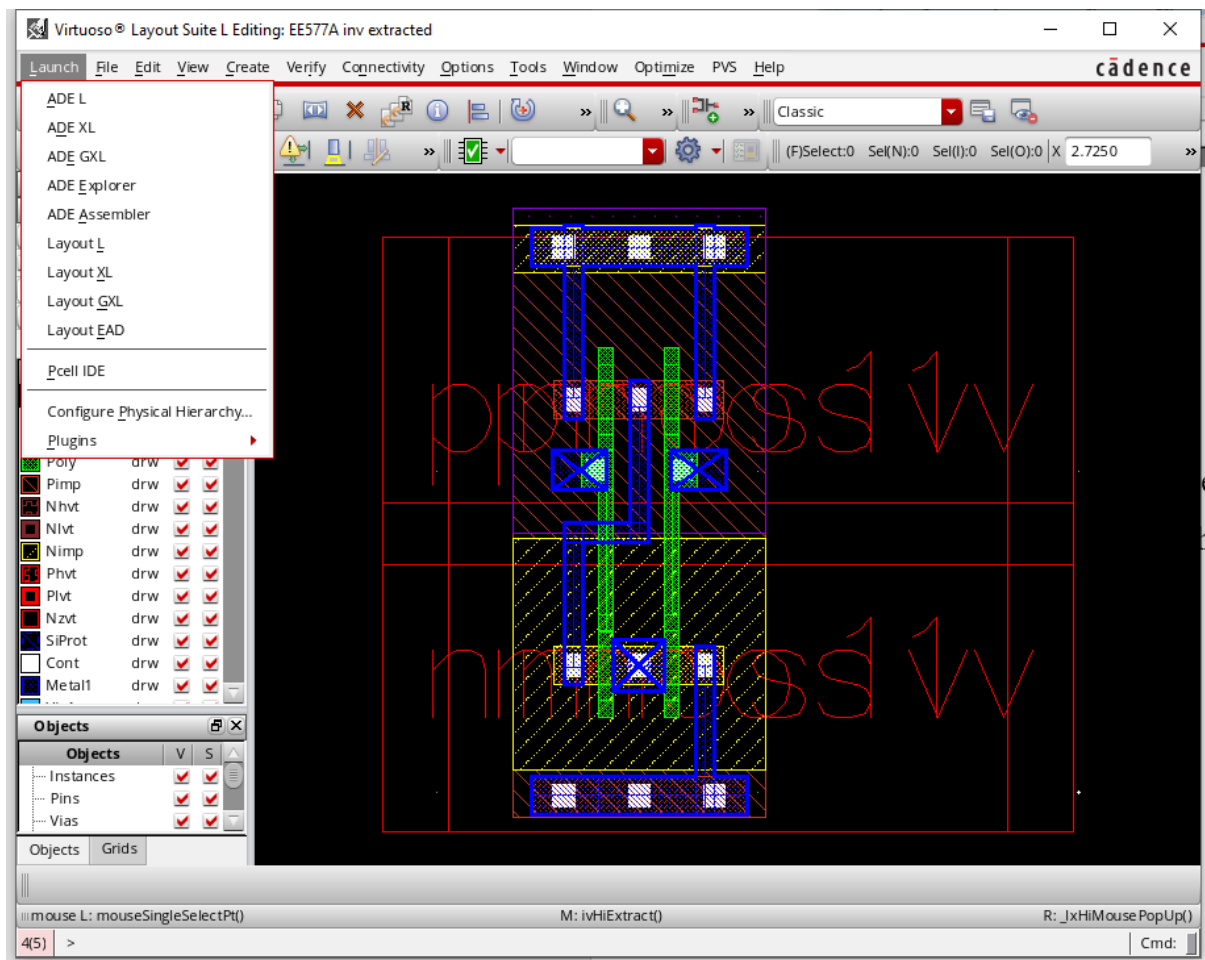 Virtuoso® Layout Suite L Editing: EE577A inv extracted
Launch File Edit View Create Verify Connectivity Options Tools Window Optimize PVS Help cādence
ADE L
ADE XL
ADE GXL
ADE Explorer
ADE Assembler
Layout L
Layout XL
Layout GXL
Layout EAD
Pcell IDE
Configure Physical Hierarchy...
Plugins
R » » » Classic
» (F)Select:0 Sel(N):0 Sel(I):0 Sel(O):0 X 2.7250 »
Poly drw
Pimp drw
Nhvt drw
Nlvt drw
Nimp drw
Phvt drw
Plvt drw
Nzvt drw
SiProt drw
Cont drw
Metal1 drw
Objects
Objects V S
Instances
Pins
Vias
Objects Grids
mouse L: mouseSingleSelectPt() M: ivHiExtract() R: _lxHiMousePopUp()
4(5) > Cmd: